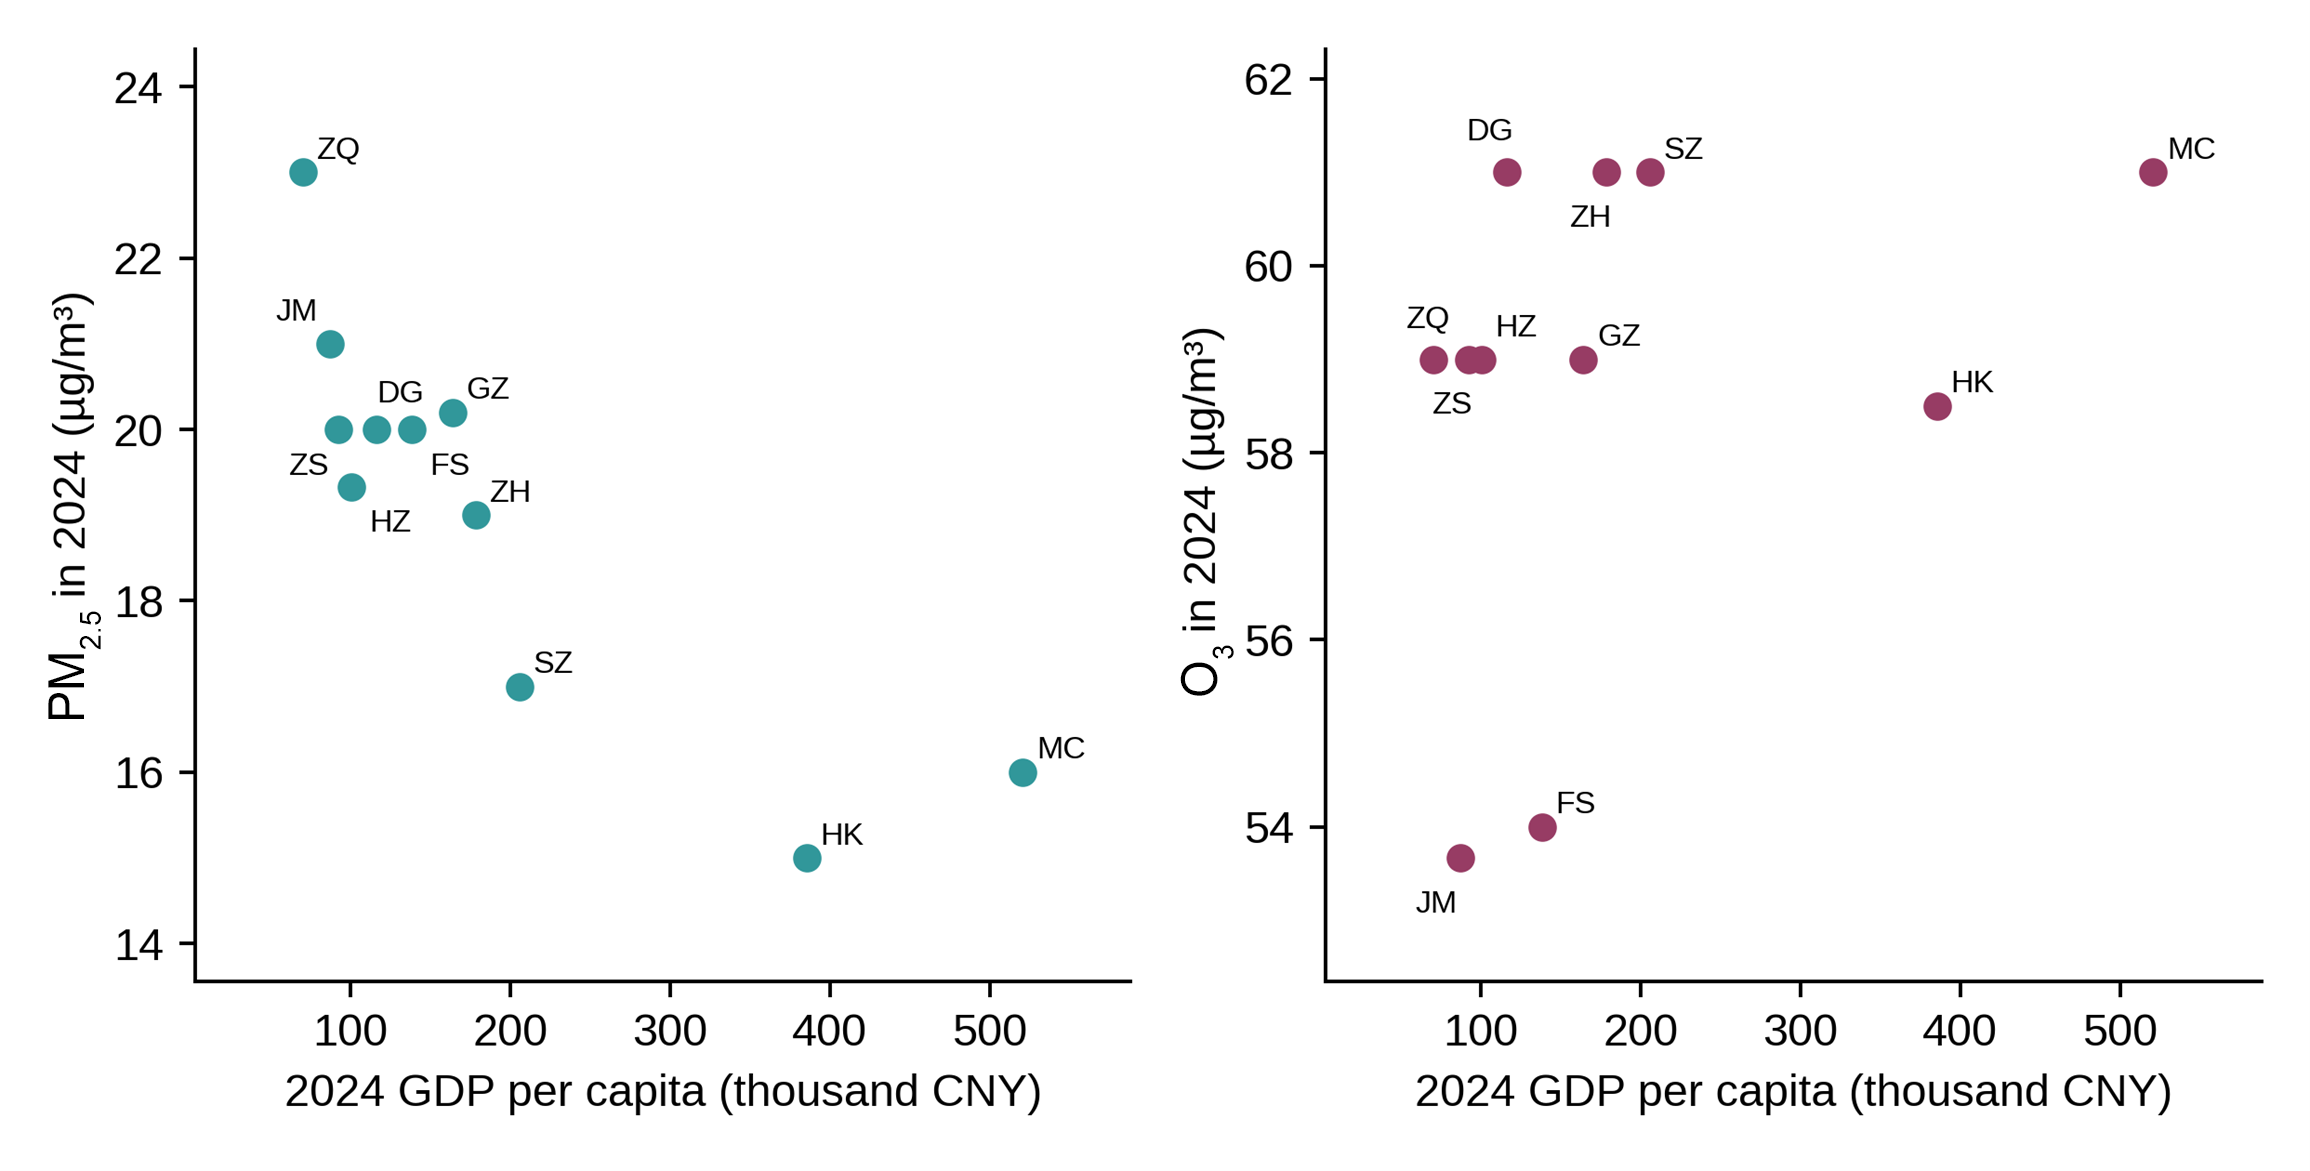 PM2.5 in 2024 (µg/m³)
24
22
20
18
16
14
ZQ
JM
DG
GZ
ZS
FS
HZ
ZH
SZ
MC
HK
100 200 300 400 500
2024 GDP per capita (thousand CNY)
O3 in 2024 (µg/m³)
62
60
58
56
54
DG
SZ
MC
ZH
ZQ
HZ
GZ
ZS
HK
FS
JM
100 200 300 400 500
2024 GDP per capita (thousand CNY)